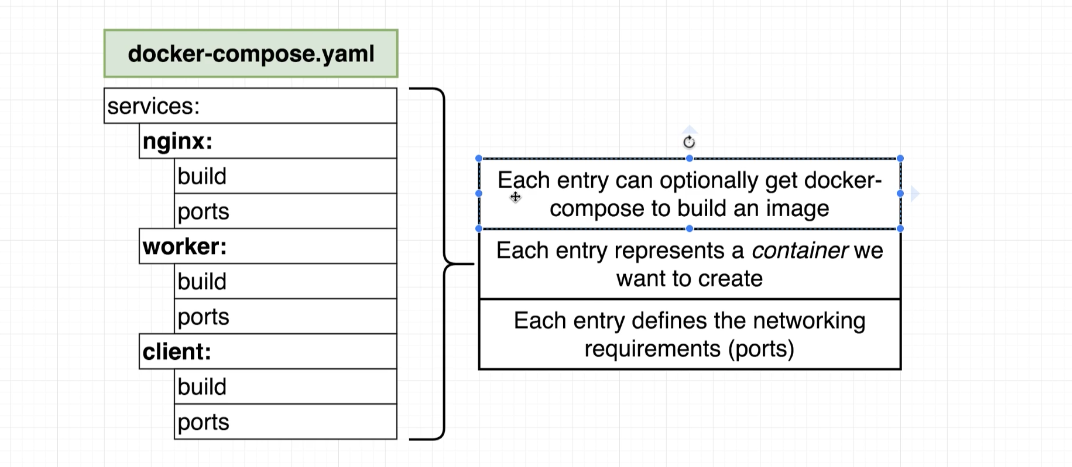 docker-compose.yaml
services:
nginx:
build
ports
worker:
build
ports
client:
build
ports
Each entry can optionally get docker-
compose to build an image
Each entry represents a container we
want to create
Each entry defines the networking
requirements (ports)